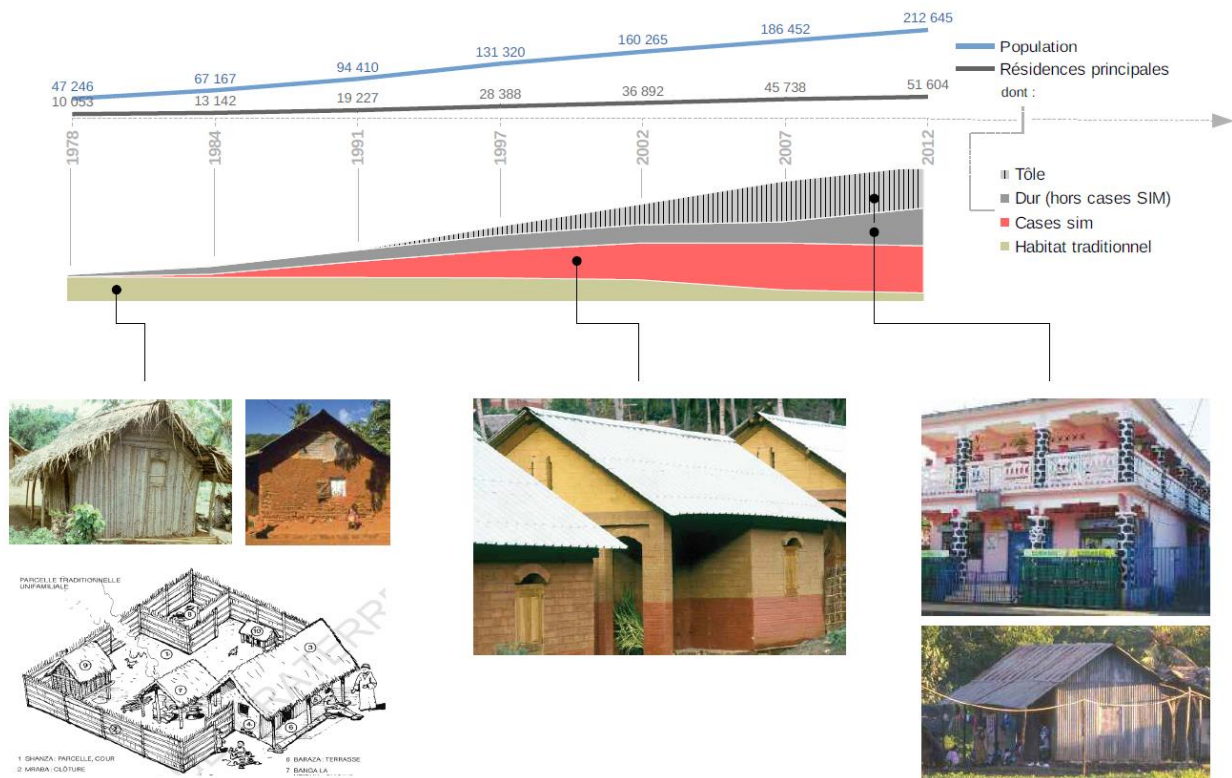 212 645
186 452
160 265
131 320
94 410
67 167
47 246
10 053
13 142
19 227
28 388
36 892
45 738
51 604
Population
Résidences principales
dont :
1978
1984
1991
1997
2002
2007
2012
Tôle
Dur (hors cases SIM)
Cases sim
Habitat traditionnel
PARCELLE TRADITIONNELLE
UNIFAMILIALE
1 SHANZA : PARCELLE, COUR
2 MRABA : CLÔTURE
6 BARAZA : TERRASSE
7 BANGA LA